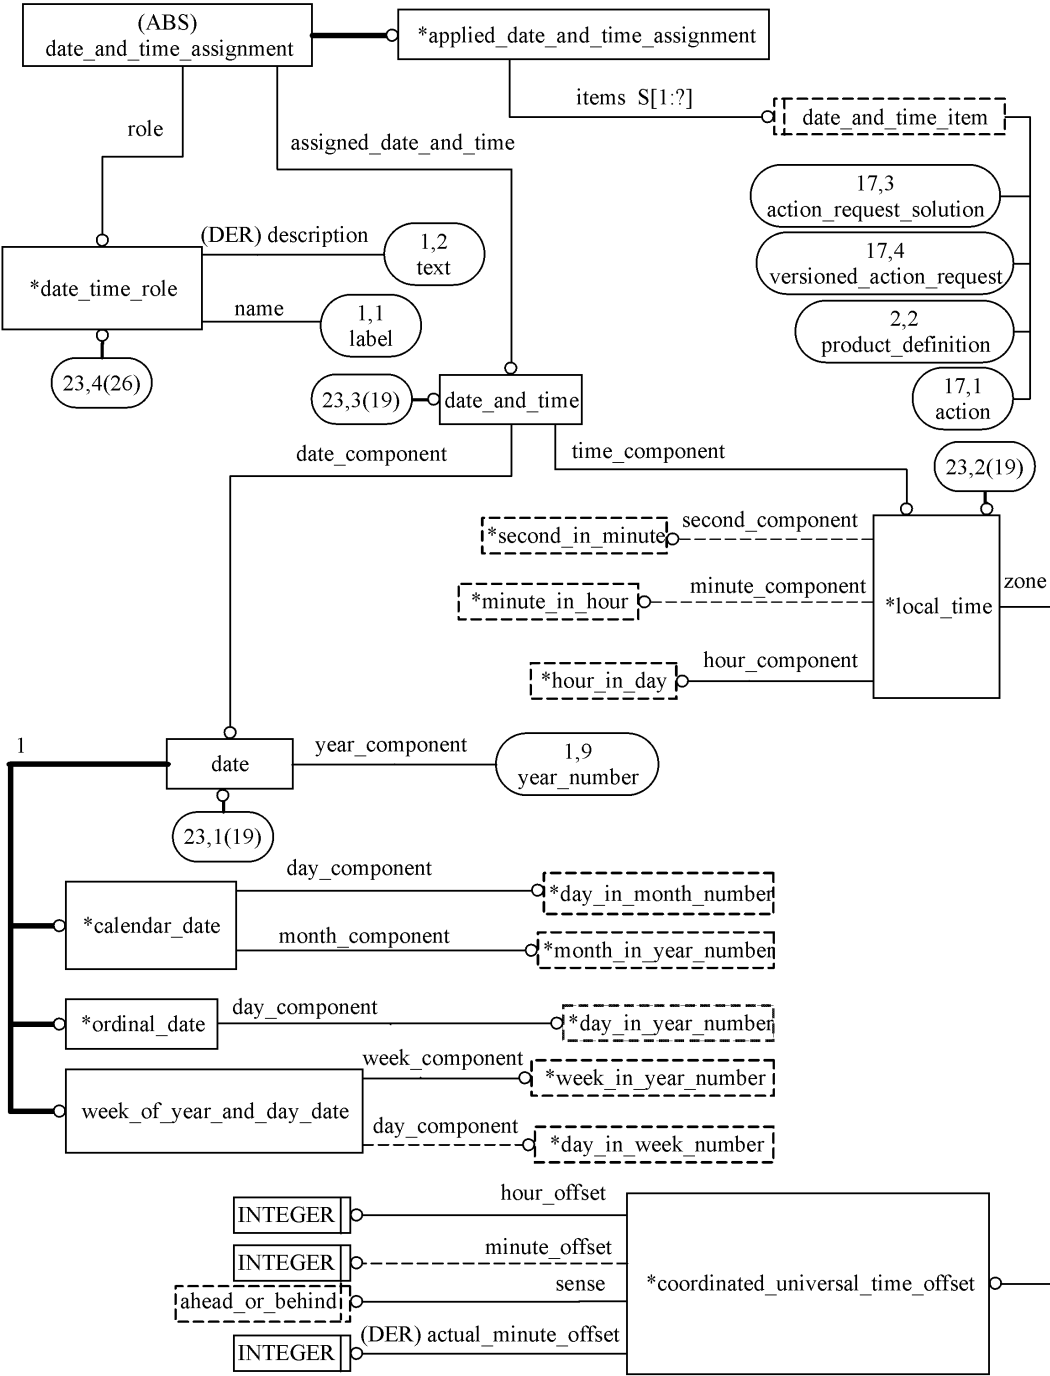 (ABS)
date_and_time_assignment
*applied_date_and_time_assignment
items S[1:?]
date_and_time_item
role
assigned_date_and_time
17,3
action_request_solution
17,4
versioned_action_request
2,2
product_definition
17,1
action
(DER) description
1,2
text
*date_time_role
name
1,1
label
23,4(26)
23,3(19)
date_and_time
date_component
time_component
23,2(19)
*second_in_minute
second_component
*minute_in_hour
minute_component
*local_time
zone
*hour_in_day
hour_component
1
date
year_component
1,9
year_number
23,1(19)
day_component
*day_in_month_number
*calendar_date
month_component
*month_in_year_number
*ordinal_date
day_component
*day_in_year_number
week_component
*week_in_year_number
week_of_year_and_day_date
day_component
*day_in_week_number
INTEGER
hour_offset
INTEGER
minute_offset
ahead_or_behind
sense
*coordinated_universal_time_offset
INTEGER
(DER) actual_minute_offset